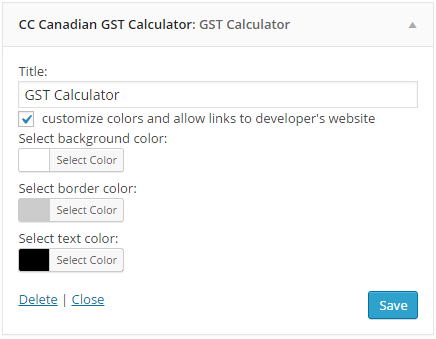 CC Canadian GST Calculator: GST Calculator
Title:
GST Calculator
customize colors and allow links to developer's website
Select background color:
Select Color
Select border color:
Select Color
Select text color:
Select Color
Delete | Close
Save